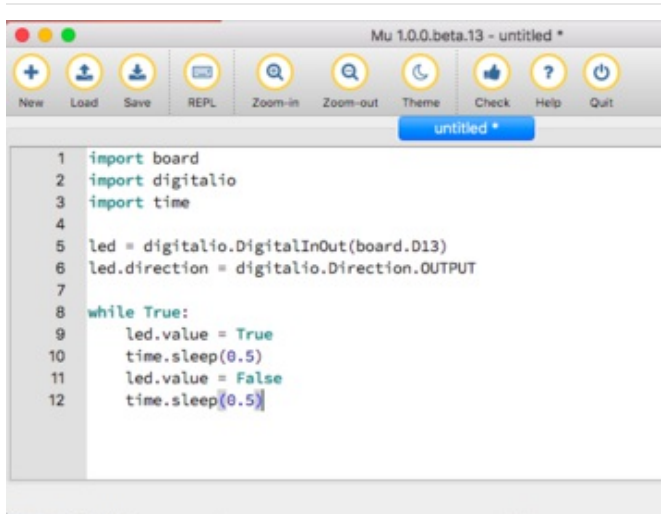 Mu 1.0.0.beta.13 - untitled *
New Load Save REPL Zoom-in Zoom-out Theme Check Help Quit
untitled *
1 import board
2 import digitalio
3 import time
4
5 led = digitalio.DigitalInOut(board.D13)
6 led.direction = digitalio.Direction.OUTPUT
7
8 while True:
9     led.value = True
10     time.sleep(0.5)
11     led.value = False
12     time.sleep(0.5)